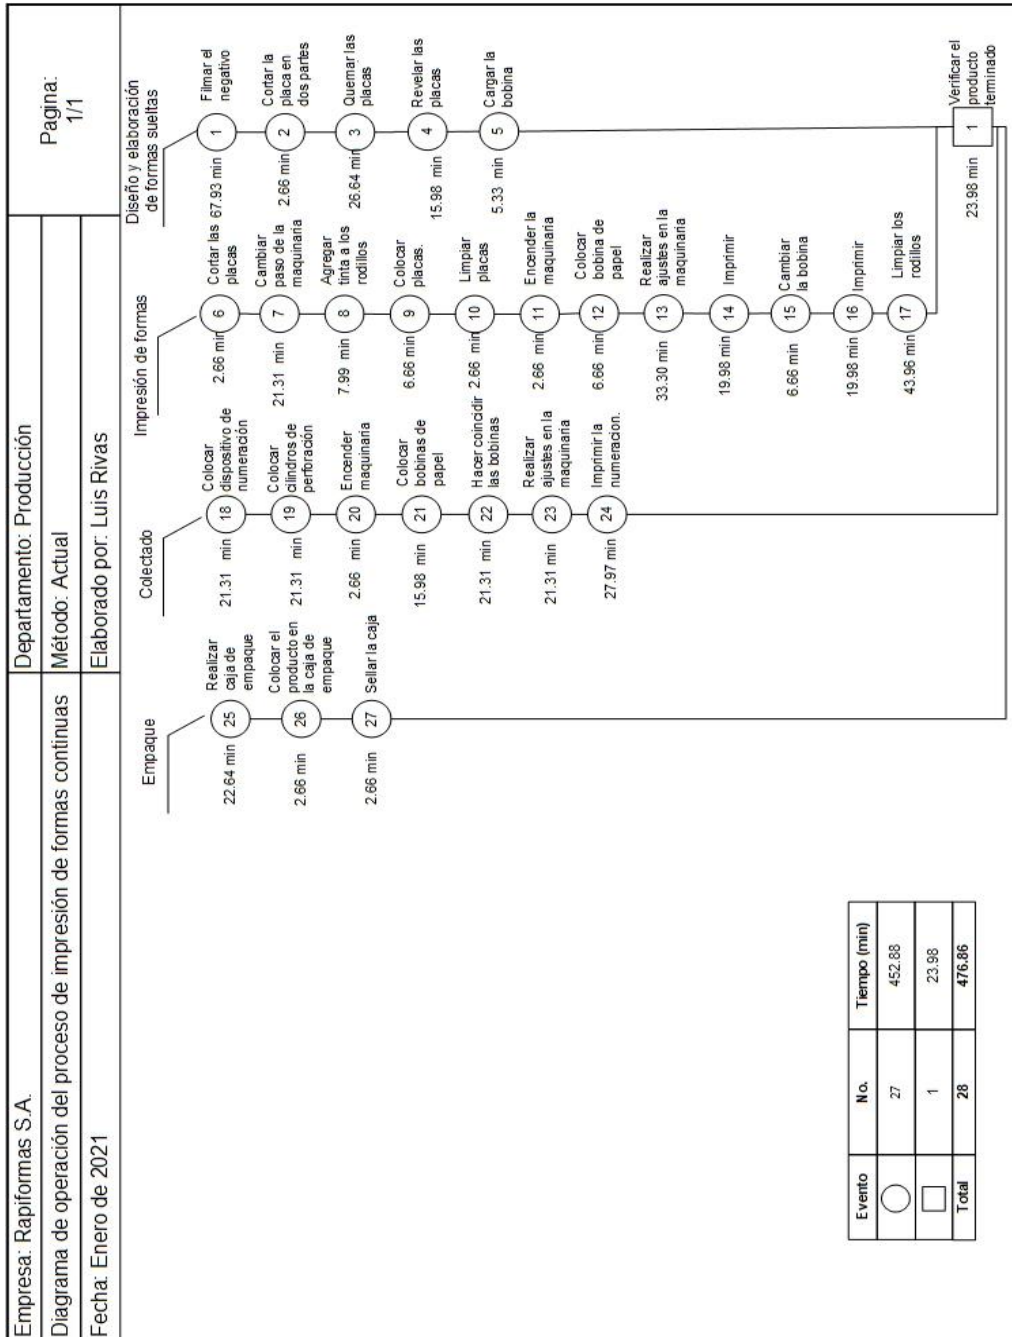 Empresa: Rapiformas S.A.
Departamento: Producción
Pagina:
1/1
Diagrama de operación del proceso de impresión de formas continuas
Método: Actual
Fecha: Enero de 2021
Elaborado por: Luis Rivas
Empaque
22.64 min
25
Realizar
caja de
empaque
2.66 min
26
Colocar el
producto en
la caja de
empaque
2.66 min
27
Sellar la caja
Colectado
21.31 min
18
Colocar
dispositivo de
numeración
21.31 min
19
Colocar
cilindros de
perforación
2.66 min
20
Encender
maquinaria
15.98 min
21
Colocar
bobinas de
papel
21.31 min
22
Hacer coincidir
las bobinas
21.31 min
23
Realizar
ajustes en la
maquinaria
27.97 min
24
Imprimir la
numeracion.
Impresión de formas
2.66 min
6
Cortar las
placas
21.31 min
7
Cambiar
paso de la
maquinaria
7.99 min
8
Agregar
tinta a los
rodillos
6.66 min
9
Colocar
placas.
2.66 min
10
Limpiar
placas
2.66 min
11
Encender la
maquinaria
6.66 min
12
Colocar
bobina de
papel
33.30 min
13
Realizar
ajustes en la
maquinaria
19.98 min
14
Imprimir
6.66 min
15
Cambiar
la bobina
19.98 min
16
Imprimir
43.96 min
17
Limpiar los
rodillos
Diseño y elaboración
de formas sueltas
67.93 min
1
Filmar el
negativo
2.66 min
2
Cortar la
placa en
dos partes
26.64 min
3
Quemar las
placas
15.98 min
4
Revelar las
placas
5.33 min
5
Cargar la
bobina
23.98 min
1
Verificar el
producto
terminado
Evento No. Tiempo (min)
27 452.88
1 23.98
Total 28 476.86